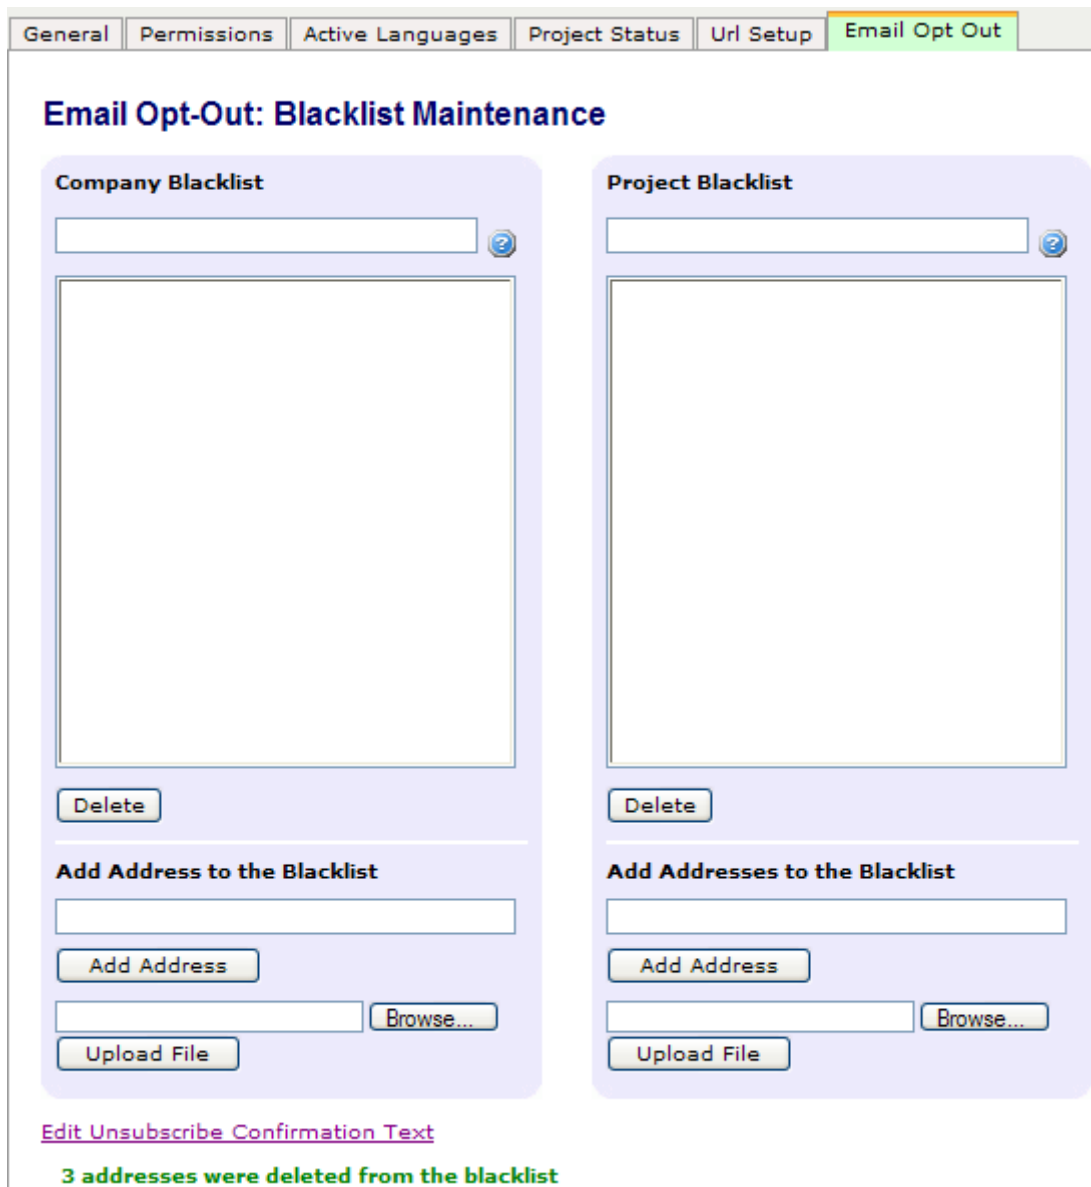 General Permissions Active Languages Project Status Url Setup Email Opt Out
Email Opt-Out: Blacklist Maintenance
Company Blacklist
Delete
Add Address to the Blacklist
Add Address
Browse...
Upload File
Project Blacklist
Delete
Add Addresses to the Blacklist
Add Address
Browse...
Upload File
Edit Unsubscribe Confirmation Text
3 addresses were deleted from the blacklist